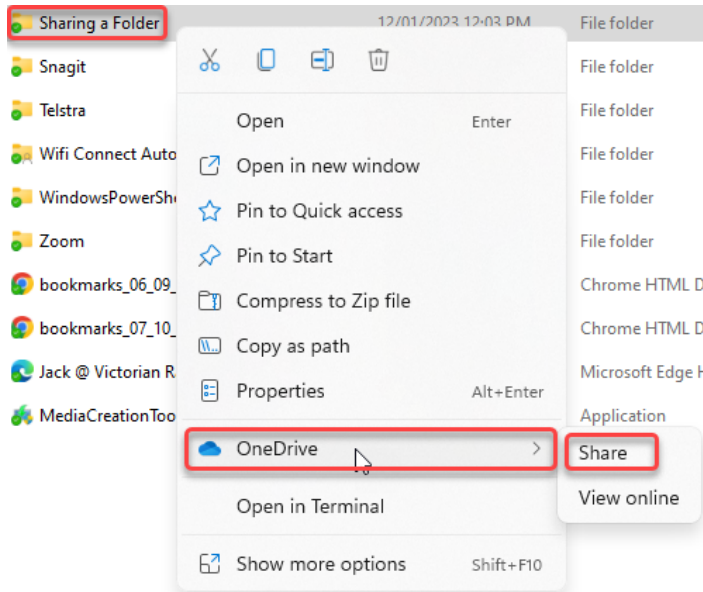 Sharing a Folder 12/01/2023 12:03 PM File folder
Snagit File folder
Telstra File folder
Wifi Connect Auto File folder
WindowsPowerSh File folder
Zoom File folder
bookmarks_06_09_ Chrome HTML D
bookmarks_07_10_ Chrome HTML D
Jack @ Victorian R Microsoft Edge H
MediaCreationToo Application
Open Enter
Open in new window
Pin to Quick access
Pin to Start
Compress to Zip file
Copy as path
Properties Alt+Enter
OneDrive
Share
View online
Open in Terminal
Show more options Shift+F10